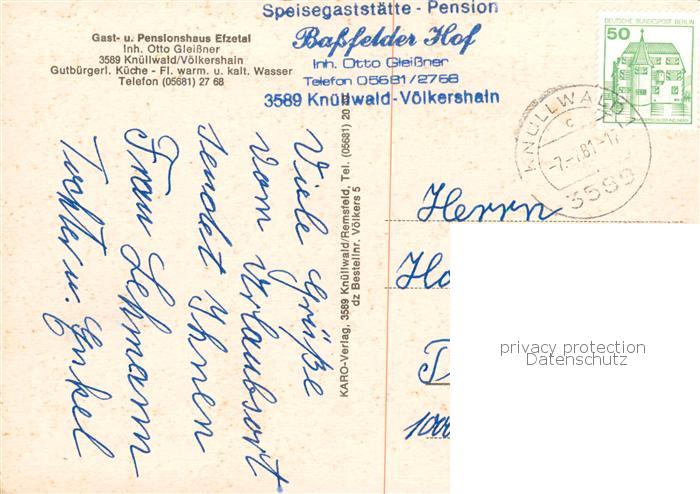 Gast- u. Pensionshaus Efzetal
Inh. Otto Gleißner
3589 Knüllwald/Völkershain
Gutbürgerl. Küche - Fl. warm. u. kalt. Wasser
Telefon (05681) 27 68
Speisegaststätte - Pension
Baßfelder Hof
Inh. Otto Gleißner
Telefon 05681/2768
3589 Knüllwald-Völkershain
DEUTSCHE BUNDESPOST BERLIN
50
KNÜLLWALD 1
c
-7.-7.81-17
3589
Viele Grüße
vom Urlaubsort
sendet Ihnen
Frau Lehmann
Tochter u. Enkel
KARO-Verlag, 3589 Knüllwald/Remsfeld, Tel. (05681) 20
dz Bestellnr. Völkers 5
Herrn
privacy protection
Datenschutz